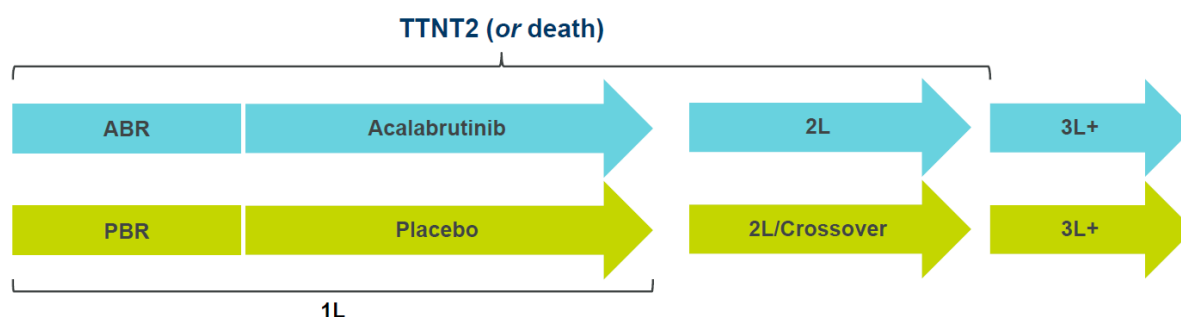 TTNT2 (or death)
ABR
Acalabrutinib
2L
3L+
PBR
Placebo
2L/Crossover
3L+
1L